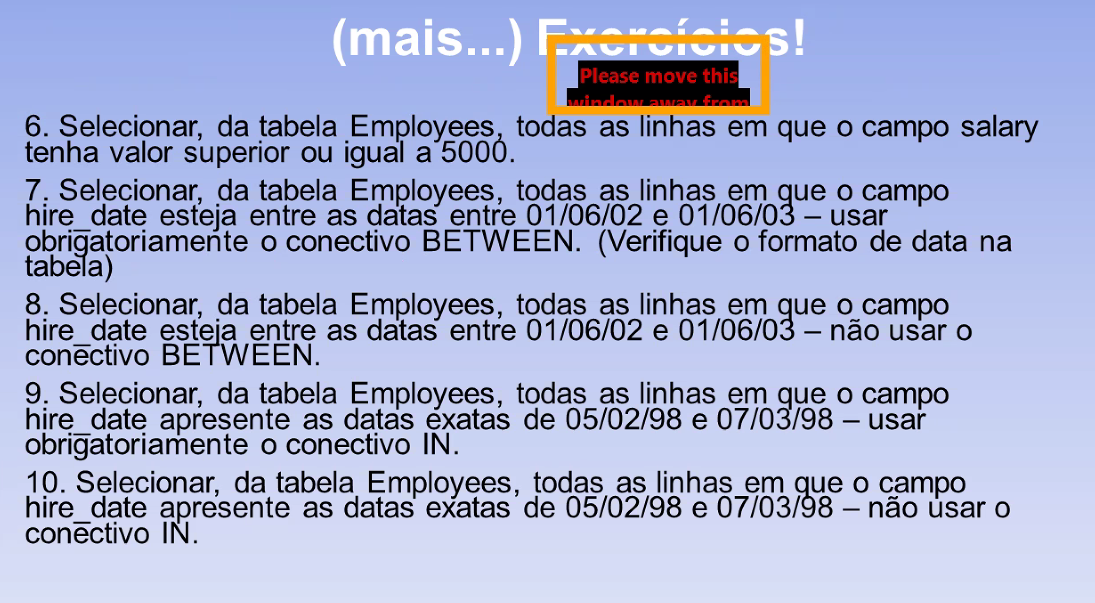 (mais...) Exercícios!
Please move this
window away from
6. Selecionar, da tabela Employees, todas as linhas em que o campo salary
tenha valor superior ou igual a 5000.
7. Selecionar, da tabela Employees, todas as linhas em que o campo
hire_date esteja entre as datas entre 01/06/02 e 01/06/03 – usar
obrigatoriamente o conectivo BETWEEN. (Verifique o formato de data na
tabela)
8. Selecionar, da tabela Employees, todas as linhas em que o campo
hire_date esteja entre as datas entre 01/06/02 e 01/06/03 – não usar o
conectivo BETWEEN.
9. Selecionar, da tabela Employees, todas as linhas em que o campo
hire_date apresente as datas exatas de 05/02/98 e 07/03/98 – usar
obrigatoriamente o conectivo IN.
10. Selecionar, da tabela Employees, todas as linhas em que o campo
hire_date apresente as datas exatas de 05/02/98 e 07/03/98 – não usar o
conectivo IN.